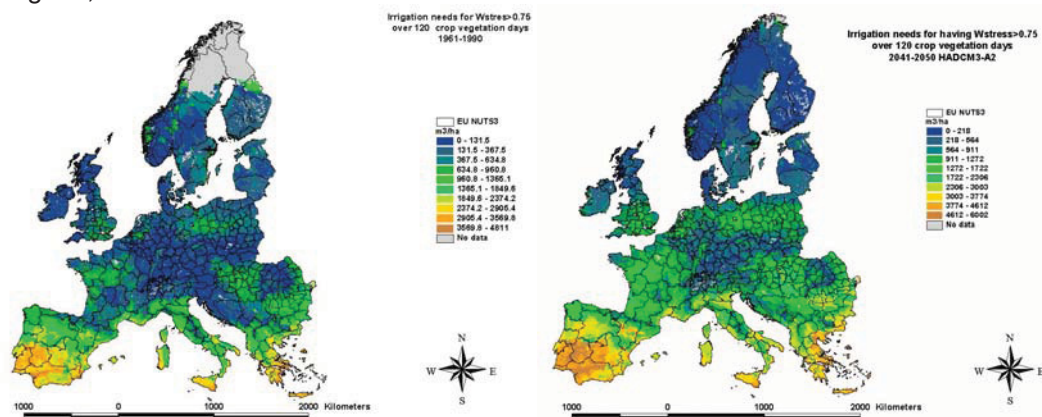 Irrigation needs for Wstres>0.75
over 120 crop vegetation days
1961-1990
EU NUTS3
m3/ha
0 - 131.5
131.5 - 367.5
367.5 - 634.8
634.8 - 960.8
960.8 - 1365.1
1365.1 - 1849.6
1849.6 - 2374.2
2374.2 - 2905.4
2905.4 - 3569.8
3569.8 - 4811
No data
N
W E
S
1000 0 1000 2000 Kilometers
Irrigation needs for having Wstress>0.75
over 120 crop vegetation days
2041-2050 HADCM3-A2
EU NUTS3
m3/ha
0 - 218
218 - 564
564 - 911
911 - 1272
1272 - 1722
1722 - 2306
2306 - 3003
3003 - 3774
3774 - 4612
4612 - 6002
No data
N
W E
S
1000 0 1000 2000 Kilometers